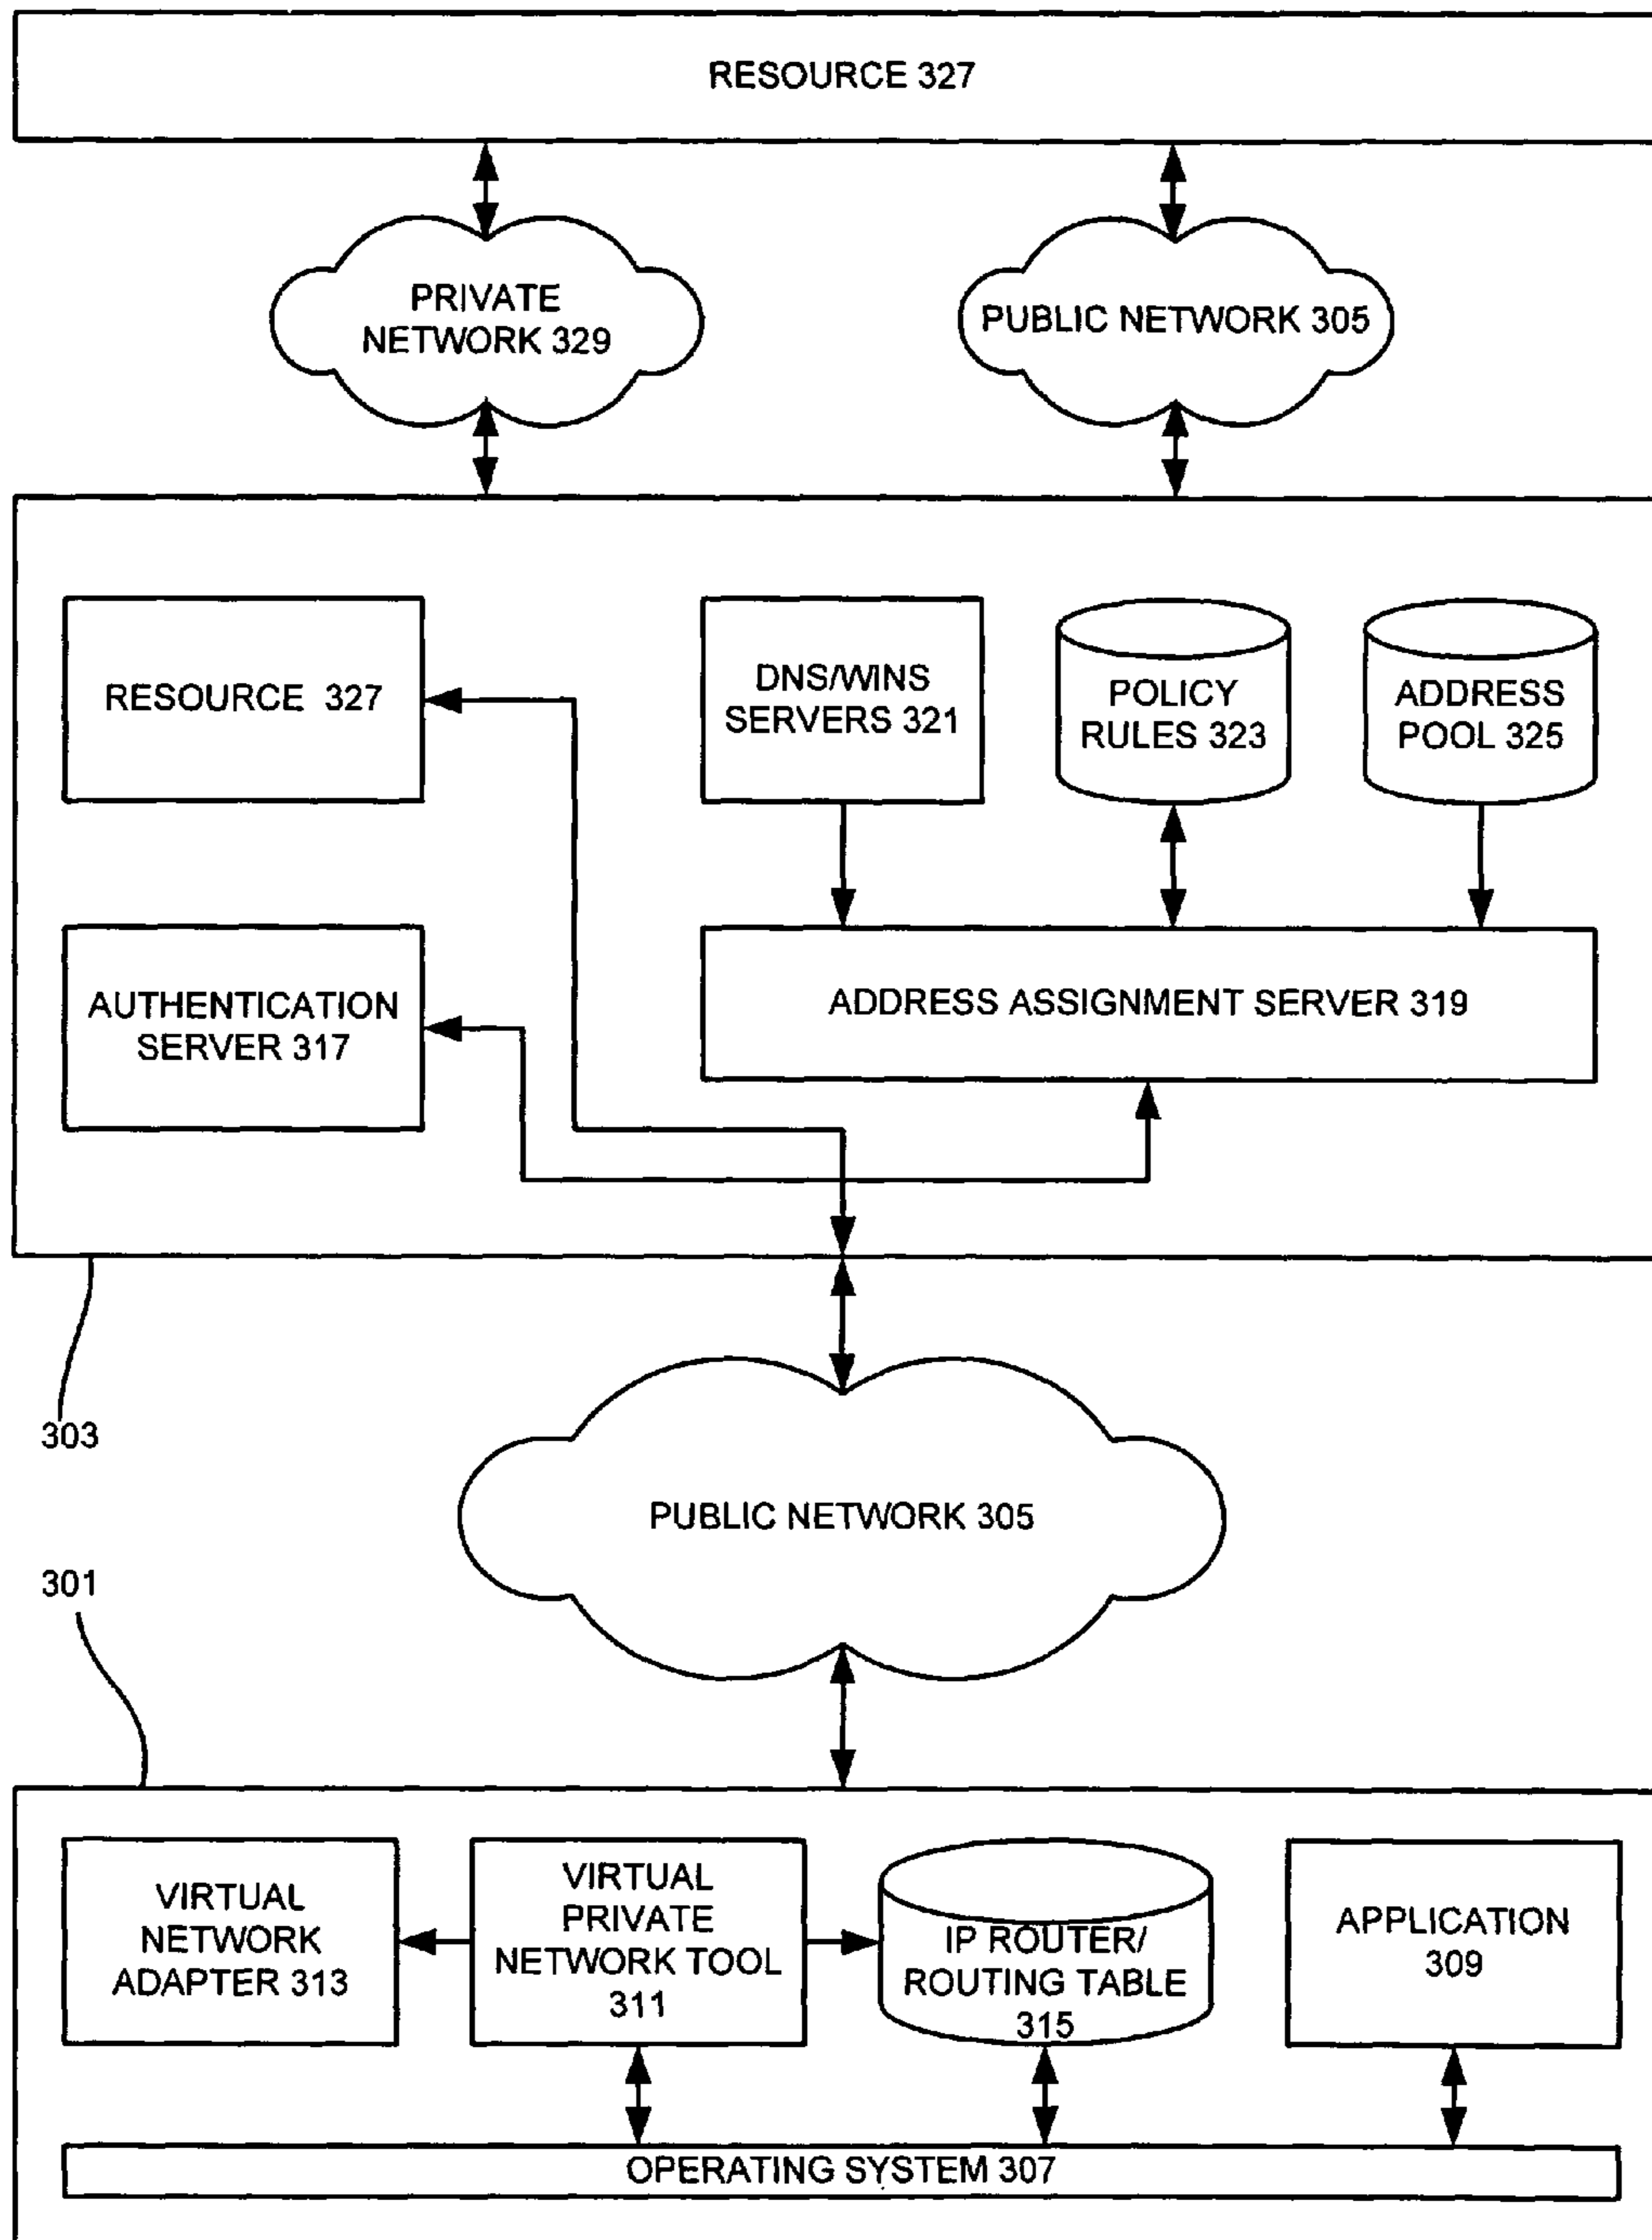 RESOURCE 327
PRIVATE
NETWORK 329
PUBLIC NETWORK 305
RESOURCE 327
DNS/WINS
SERVERS 321
POLICY
RULES 323
ADDRESS
POOL 325
AUTHENTICATION
SERVER 317
ADDRESS ASSIGNMENT SERVER 319
303
PUBLIC NETWORK 305
301
VIRTUAL
NETWORK
ADAPTER 313
VIRTUAL
PRIVATE
NETWORK TOOL
311
IP ROUTER/
ROUTING TABLE
315
APPLICATION
309
OPERATING SYSTEM 307